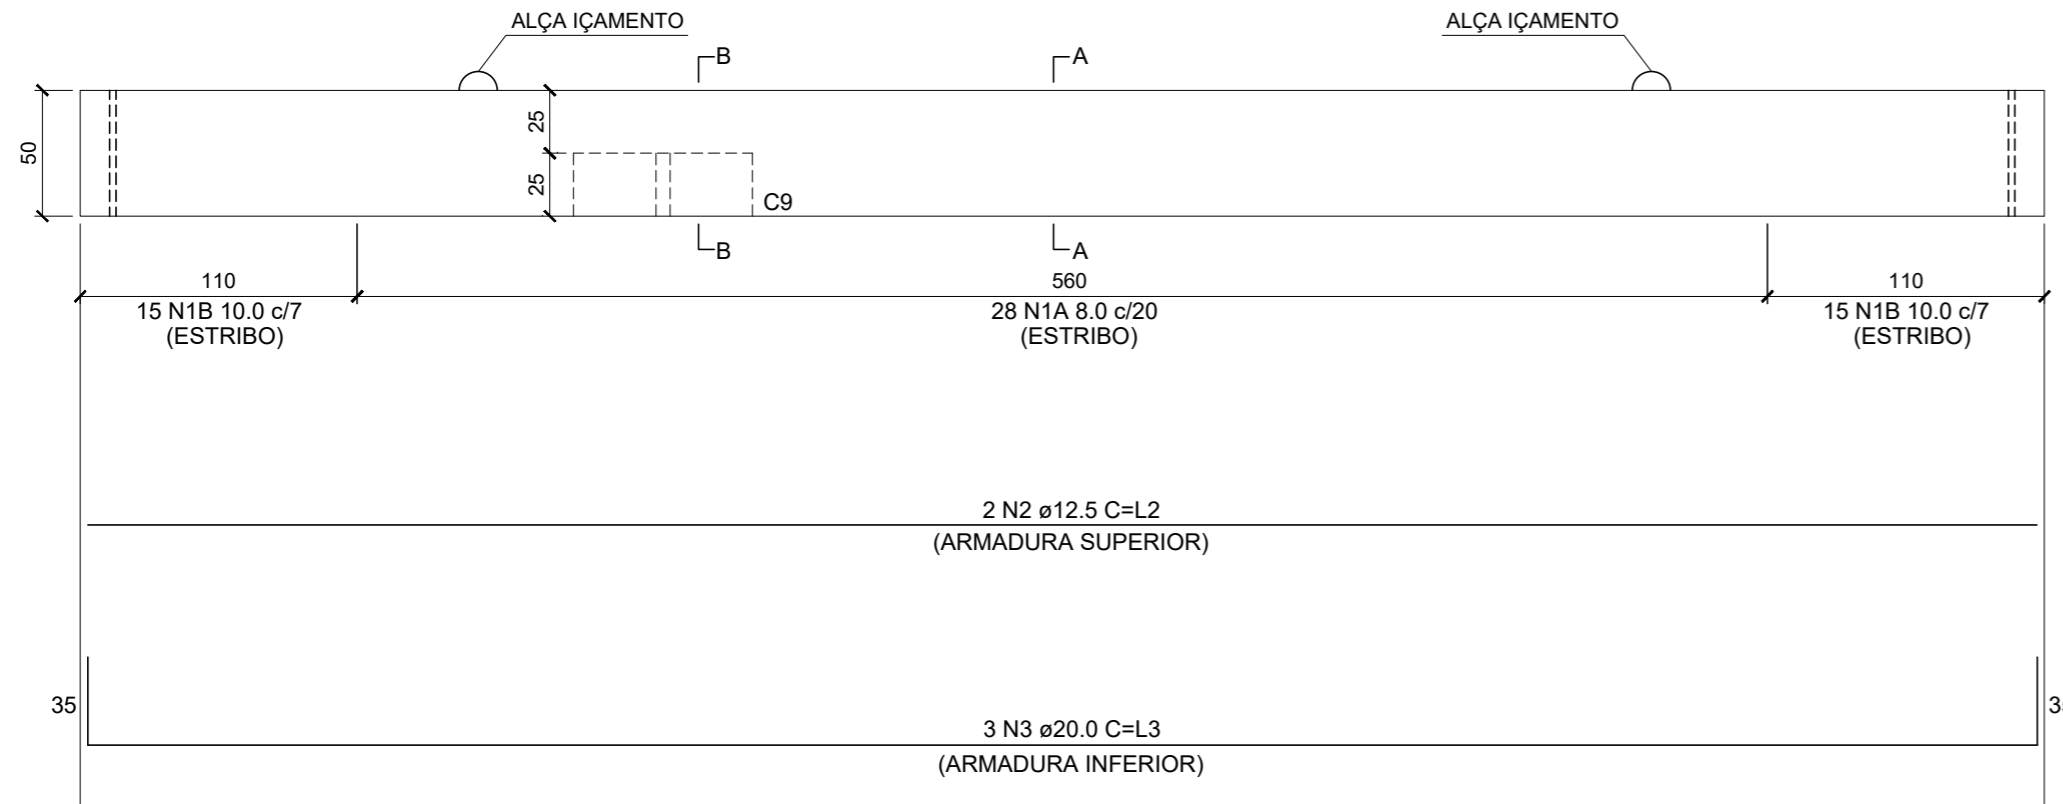 ALÇA IÇAMENTO
ALÇA IÇAMENTO
B
A
25
50
25
C9
B
A
110
560
110
15 N1B 10.0 c/7
(ESTRIBO)
28 N1A 8.0 c/20
(ESTRIBO)
15 N1B 10.0 c/7
(ESTRIBO)
2 N2 ø12.5 C=L2
(ARMADURA SUPERIOR)
35
3 N3 ø20.0 C=L3
(ARMADURA INFERIOR)